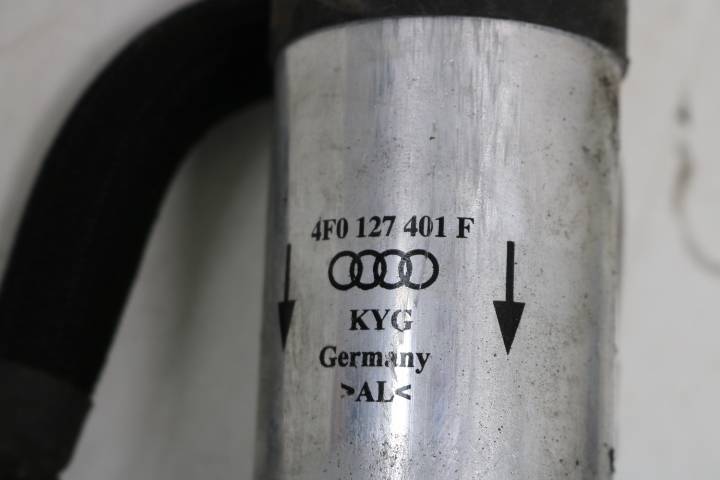 4F0 127 401 F
KYG
Germany
>AL<